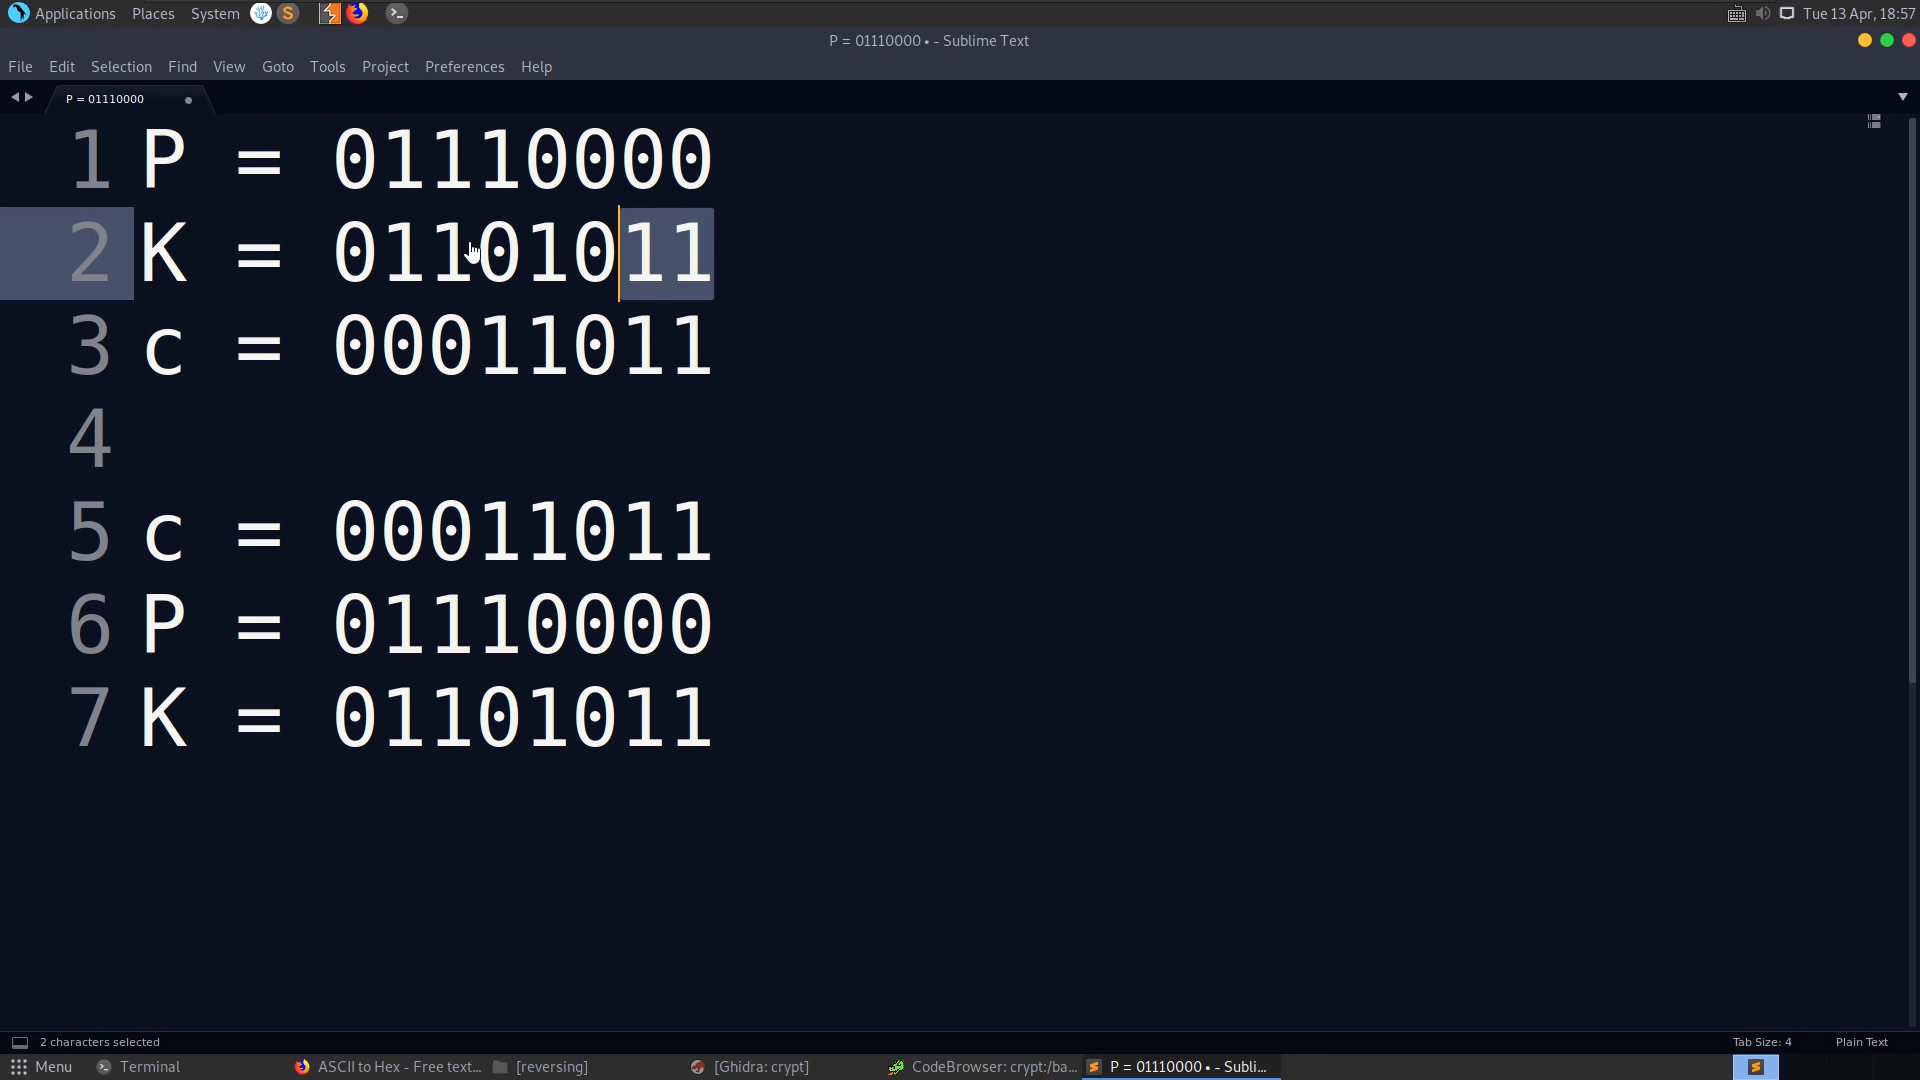 Applications Places System Tue 13 Apr, 18:57
P = 01110000 • - Sublime Text
File Edit Selection Find View Goto Tools Project Preferences Help
P = 01110000
1 P = 01110000
2 K = 01101011
3 c = 00011011
4
5 c = 00011011
6 P = 01110000
7 K = 01101011
2 characters selected Tab Size: 4 Plain Text
Menu Terminal ASCII to Hex - Free text... [reversing] [Ghidra: crypt] CodeBrowser: crypt:/ba... P = 01110000 • - Subli...